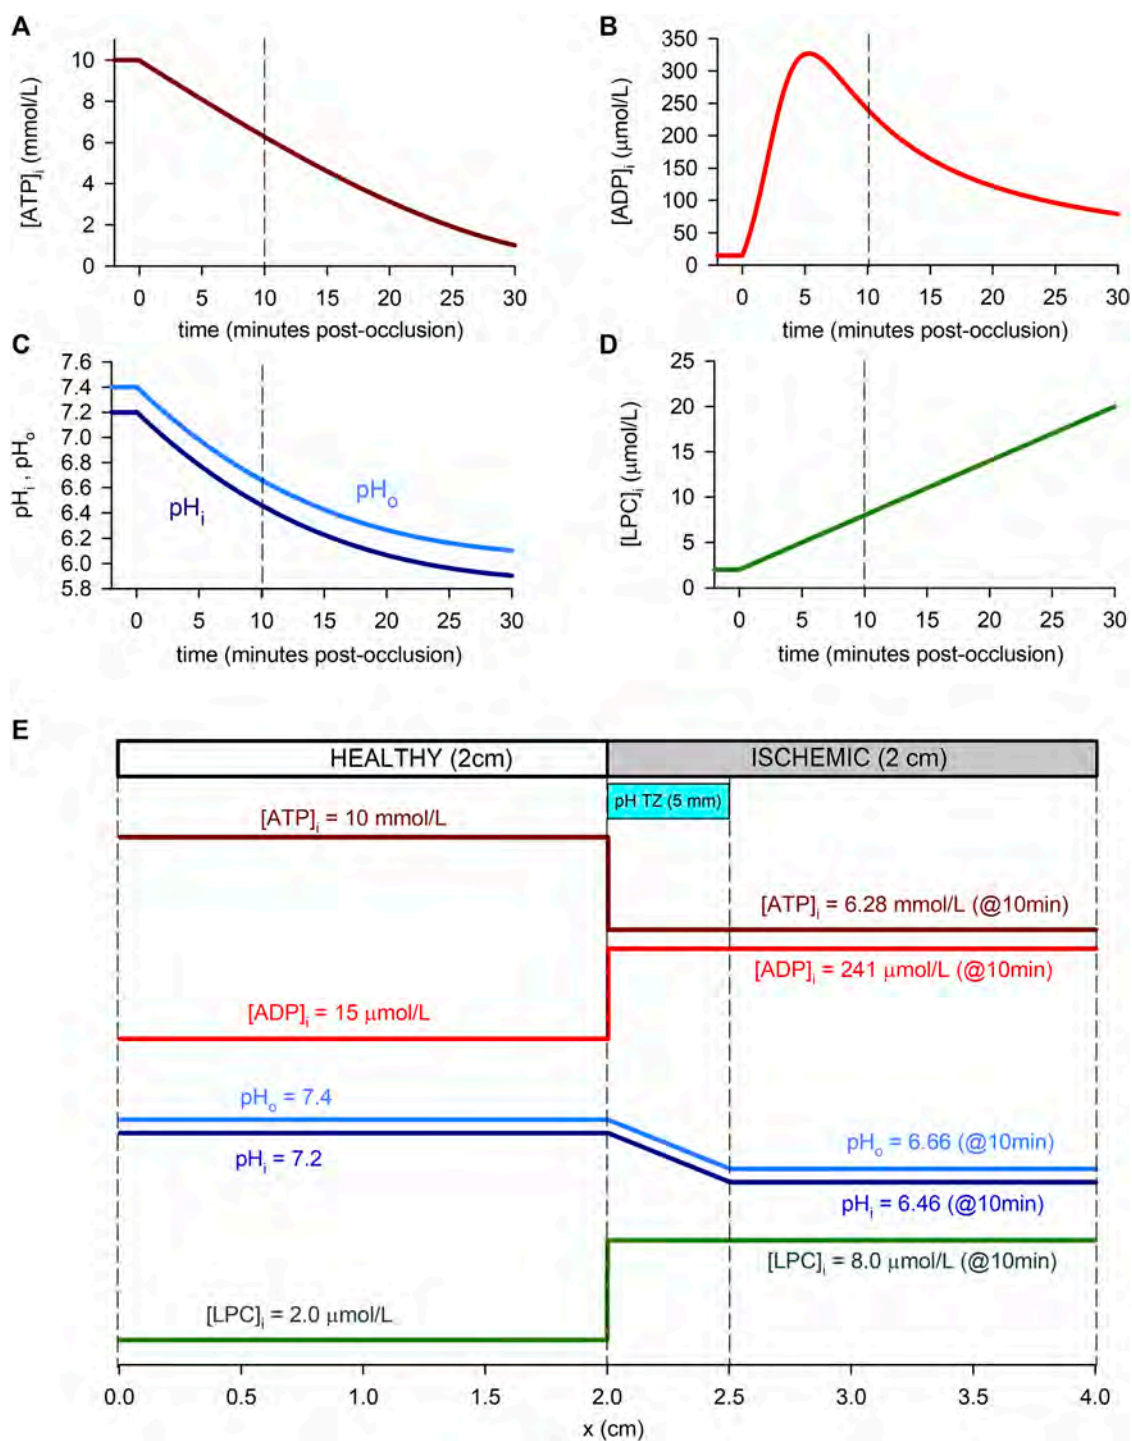 A
[ATP]i (mmol/L)
10
8
6
4
2
0
0 5 10 15 20 25 30
time (minutes post-occlusion)
B
[ADP]i (μmol/L)
350
300
250
200
150
100
50
0
0 5 10 15 20 25 30
time (minutes post-occlusion)
C
pHi , pHo
7.6
7.4
7.2
7.0
6.8
6.6
6.4
6.2
6.0
5.8
pHo
pHi
0 5 10 15 20 25 30
time (minutes post-occlusion)
D
[LPC]i (μmol/L)
25
20
15
10
5
0
0 5 10 15 20 25 30
time (minutes post-occlusion)
E
HEALTHY (2cm)
ISCHEMIC (2 cm)
pH TZ (5 mm)
[ATP]i = 10 mmol/L
[ATP]i = 6.28 mmol/L (@10min)
[ADP]i = 241 μmol/L (@10min)
[ADP]i = 15 μmol/L
pHo = 7.4
pHi = 7.2
pHo = 6.66 (@10min)
pHi = 6.46 (@10min)
[LPC]i = 8.0 μmol/L (@10min)
[LPC]i = 2.0 μmol/L
0.0 0.5 1.0 1.5 2.0 2.5 3.0 3.5 4.0
x (cm)